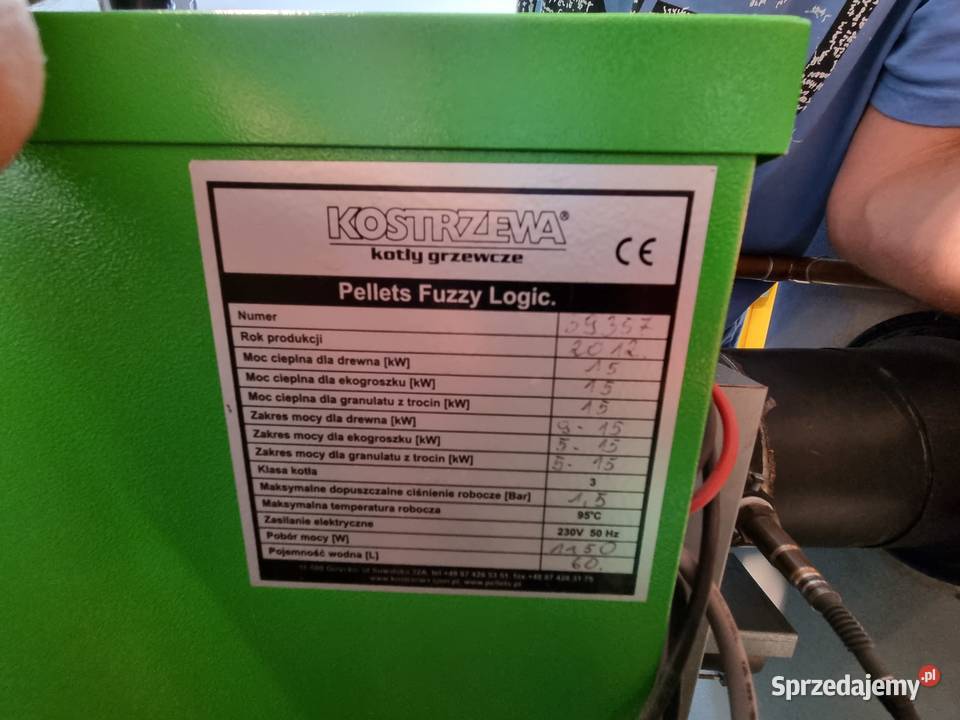 KOSTRZEWA®
kotły grzewcze
CE
Pellets Fuzzy Logic.
Numer 59357
Rok produkcji 2012.
Moc cieplna dla drewna [kW] 15
Moc cieplna dla ekogroszku [kW] 15
Moc cieplna dla granulatu z trocin [kW] 15
Zakres mocy dla drewna [kW] 9-15
Zakres mocy dla ekogroszku [kW] 5-15
Zakres mocy dla granulatu z trocin [kW] 5-15
Klasa kotła 3
Maksymalne dopuszczalne ciśnienie robocze [Bar] 1,5
Maksymalna temperatura robocza 95°C
Zasilanie elektryczne 230V 50 Hz
Pobór mocy [W] 1150
Pojemność wodna [L] 60.
Sprzedajemy.pl